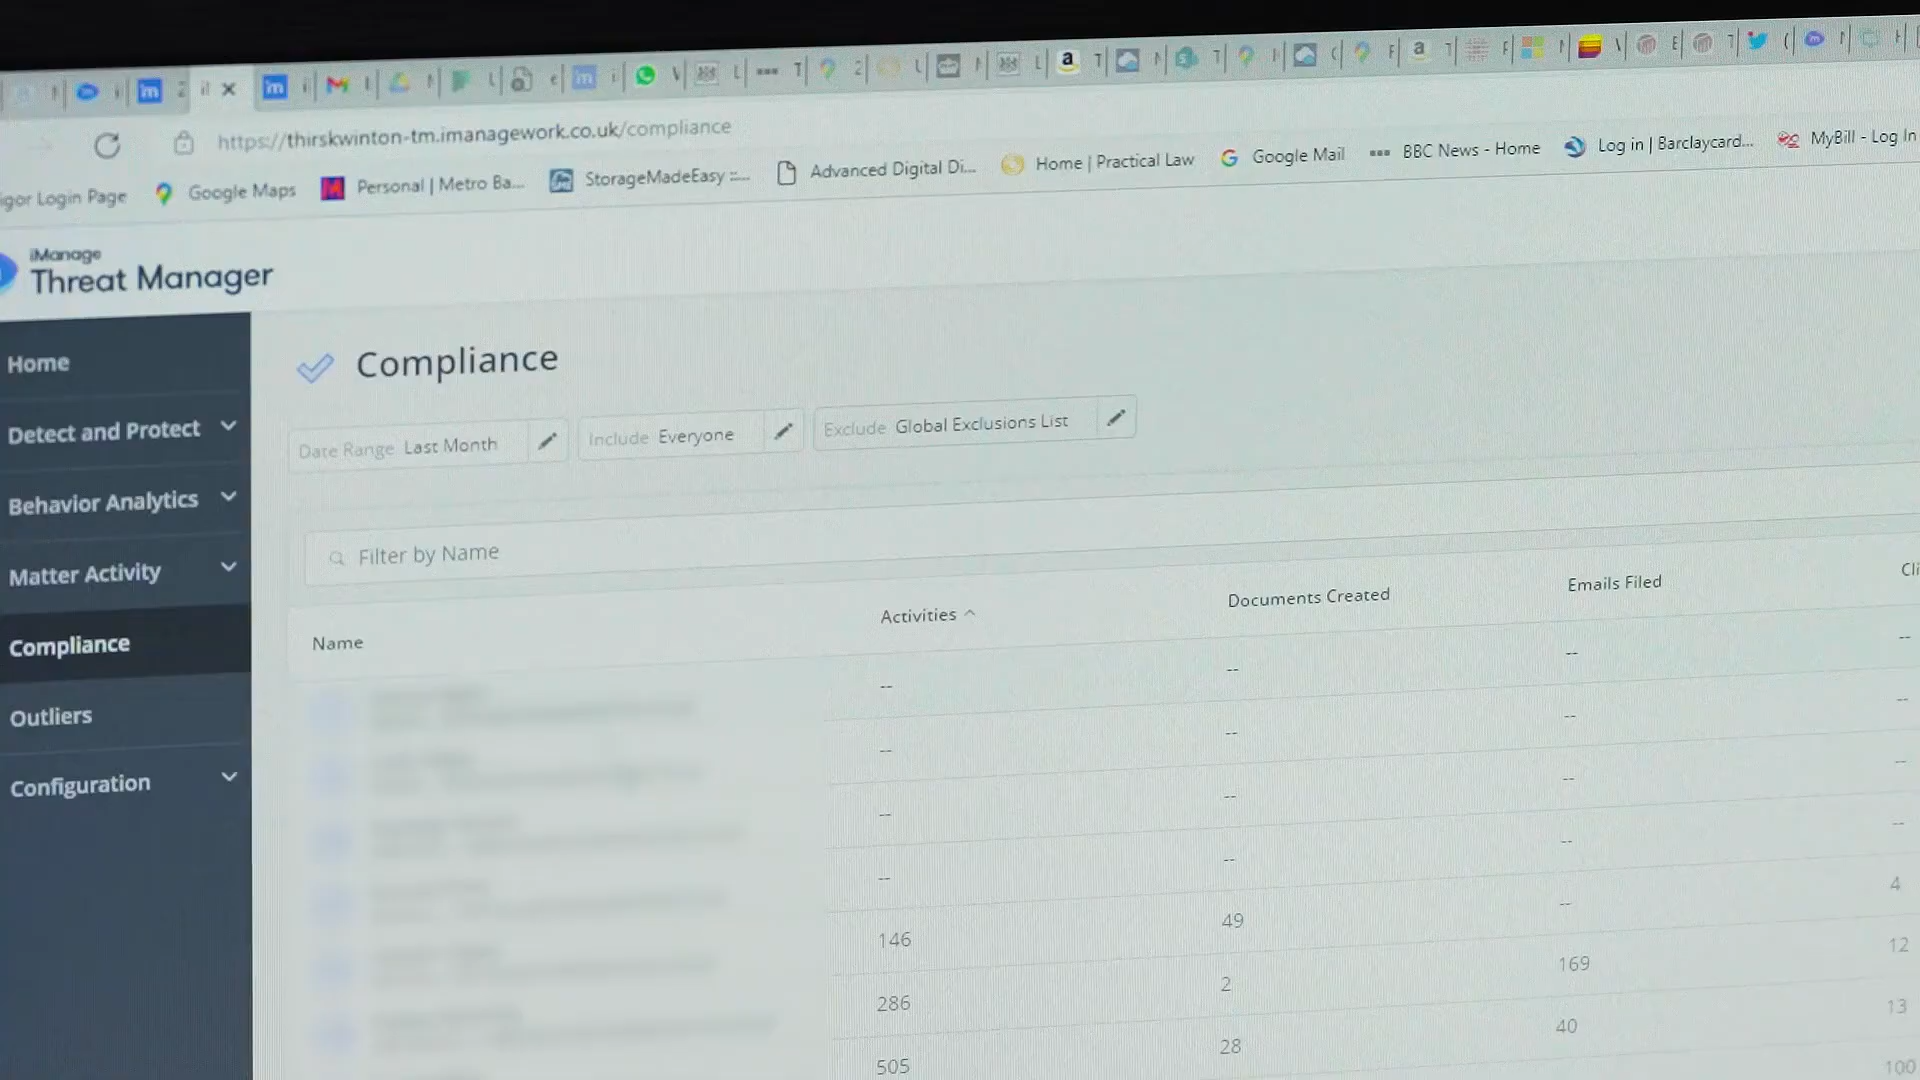 https://thirskwinton-tm.imanagework.co.uk/compliance
igor Login Page Google Maps Personal | Metro Ba... StorageMadeEasy ::... Advanced Digital Di... Home | Practical Law Google Mail BBC News - Home Log in | Barclaycard... MyBill - Log In
iManage
Threat Manager
Home
Detect and Protect
Behavior Analytics
Matter Activity
Compliance
Outliers
Configuration
Compliance
Date Range Last Month Include Everyone Exclude Global Exclusions List
Filter by Name
Name Activities Documents Created Emails Filed Cli
-- -- -- --
-- -- -- --
-- -- -- --
-- -- -- --
146 49 -- 4
286 2 169 12
505 28 40 13
100